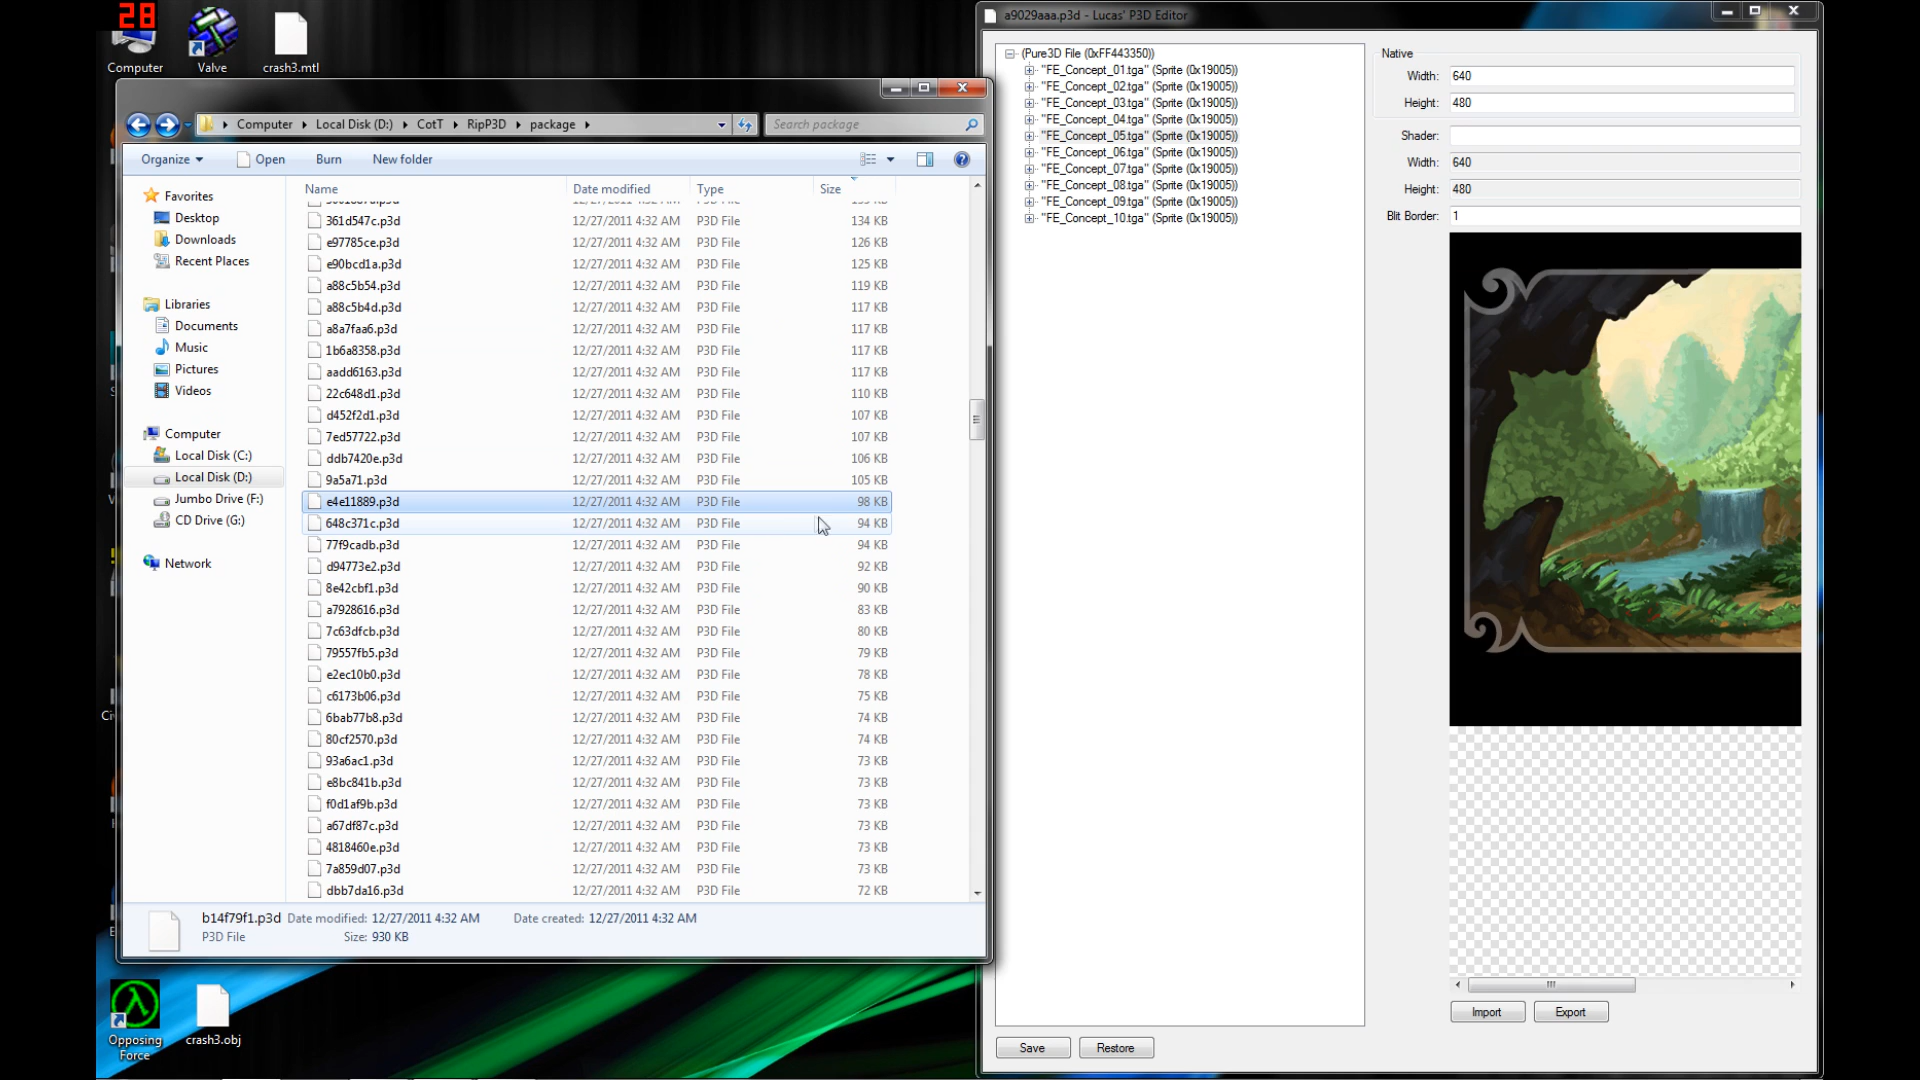 28
Computer
Valve
crash3.mtl
Computer
Local Disk (D:)
CotT
RipP3D
package
Search package
Organize
Open
Burn
New folder
Name
Date modified
Type
Size
Favorites
Desktop
Downloads
Recent Places
Libraries
Documents
Music
Pictures
Videos
Computer
Local Disk (C:)
Local Disk (D:)
Jumbo Drive (F:)
CD Drive (G:)
Network
361d547c.p3d 12/27/2011 4:32 AM P3D File 134 KB
e97785ce.p3d 12/27/2011 4:32 AM P3D File 126 KB
e90bcd1a.p3d 12/27/2011 4:32 AM P3D File 125 KB
a88c5b54.p3d 12/27/2011 4:32 AM P3D File 119 KB
a88c5b4d.p3d 12/27/2011 4:32 AM P3D File 117 KB
a8a7faa6.p3d 12/27/2011 4:32 AM P3D File 117 KB
1b6a8358.p3d 12/27/2011 4:32 AM P3D File 117 KB
aadd6163.p3d 12/27/2011 4:32 AM P3D File 117 KB
22c648d1.p3d 12/27/2011 4:32 AM P3D File 110 KB
d452f2d1.p3d 12/27/2011 4:32 AM P3D File 107 KB
7ed57722.p3d 12/27/2011 4:32 AM P3D File 107 KB
ddb7420e.p3d 12/27/2011 4:32 AM P3D File 106 KB
9a5a71.p3d 12/27/2011 4:32 AM P3D File 105 KB
e4e11889.p3d 12/27/2011 4:32 AM P3D File 98 KB
648c371c.p3d 12/27/2011 4:32 AM P3D File 94 KB
77f9cadb.p3d 12/27/2011 4:32 AM P3D File 94 KB
d94773e2.p3d 12/27/2011 4:32 AM P3D File 92 KB
8e42cbf1.p3d 12/27/2011 4:32 AM P3D File 90 KB
a7928616.p3d 12/27/2011 4:32 AM P3D File 83 KB
7c63dfcb.p3d 12/27/2011 4:32 AM P3D File 80 KB
79557fb5.p3d 12/27/2011 4:32 AM P3D File 79 KB
e2ec10b0.p3d 12/27/2011 4:32 AM P3D File 78 KB
c6173b06.p3d 12/27/2011 4:32 AM P3D File 75 KB
6bab77b8.p3d 12/27/2011 4:32 AM P3D File 74 KB
80cf2570.p3d 12/27/2011 4:32 AM P3D File 74 KB
93a6ac1.p3d 12/27/2011 4:32 AM P3D File 73 KB
e8bc841b.p3d 12/27/2011 4:32 AM P3D File 73 KB
f0d1af9b.p3d 12/27/2011 4:32 AM P3D File 73 KB
a67df87c.p3d 12/27/2011 4:32 AM P3D File 73 KB
4818460e.p3d 12/27/2011 4:32 AM P3D File 73 KB
7a859d07.p3d 12/27/2011 4:32 AM P3D File 73 KB
dbb7da16.p3d 12/27/2011 4:32 AM P3D File 72 KB
b14f79f1.p3d Date modified: 12/27/2011 4:32 AM Date created: 12/27/2011 4:32 AM
P3D File Size: 930 KB
Opposing
Force
crash3.obj
a9029aaa.p3d - Lucas' P3D Editor
(Pure3D File (0xFF443350))
"FE_Concept_01.tga" (Sprite (0x19005))
"FE_Concept_02.tga" (Sprite (0x19005))
"FE_Concept_03.tga" (Sprite (0x19005))
"FE_Concept_04.tga" (Sprite (0x19005))
"FE_Concept_05.tga" (Sprite (0x19005))
"FE_Concept_06.tga" (Sprite (0x19005))
"FE_Concept_07.tga" (Sprite (0x19005))
"FE_Concept_08.tga" (Sprite (0x19005))
"FE_Concept_09.tga" (Sprite (0x19005))
"FE_Concept_10.tga" (Sprite (0x19005))
Native
Width: 640
Height: 480
Shader:
Width: 640
Height: 480
Blit Border: 1
Import
Export
Save
Restore